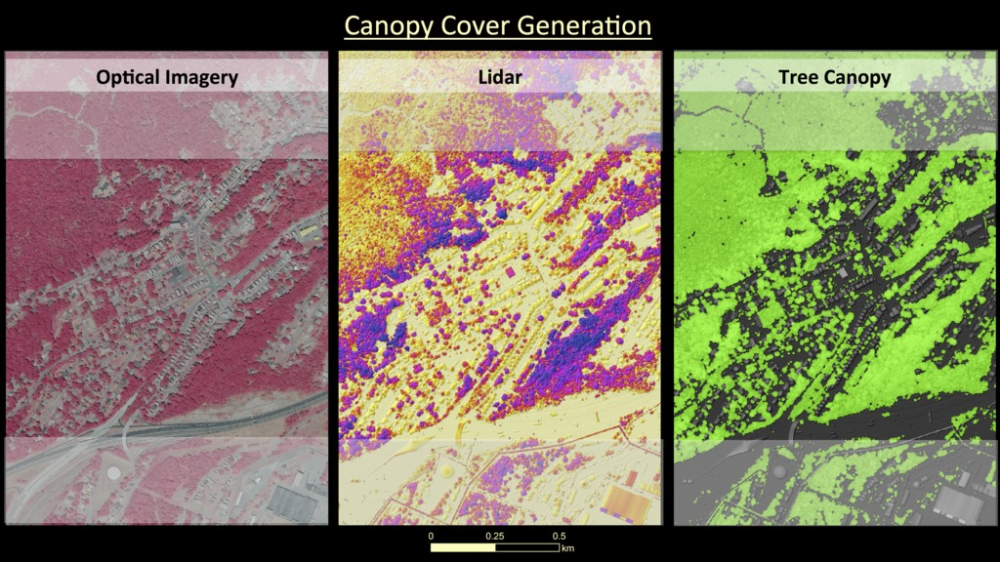 Canopy Cover Generation
Optical Imagery
Lidar
Tree Canopy
0 0.25 0.5
km